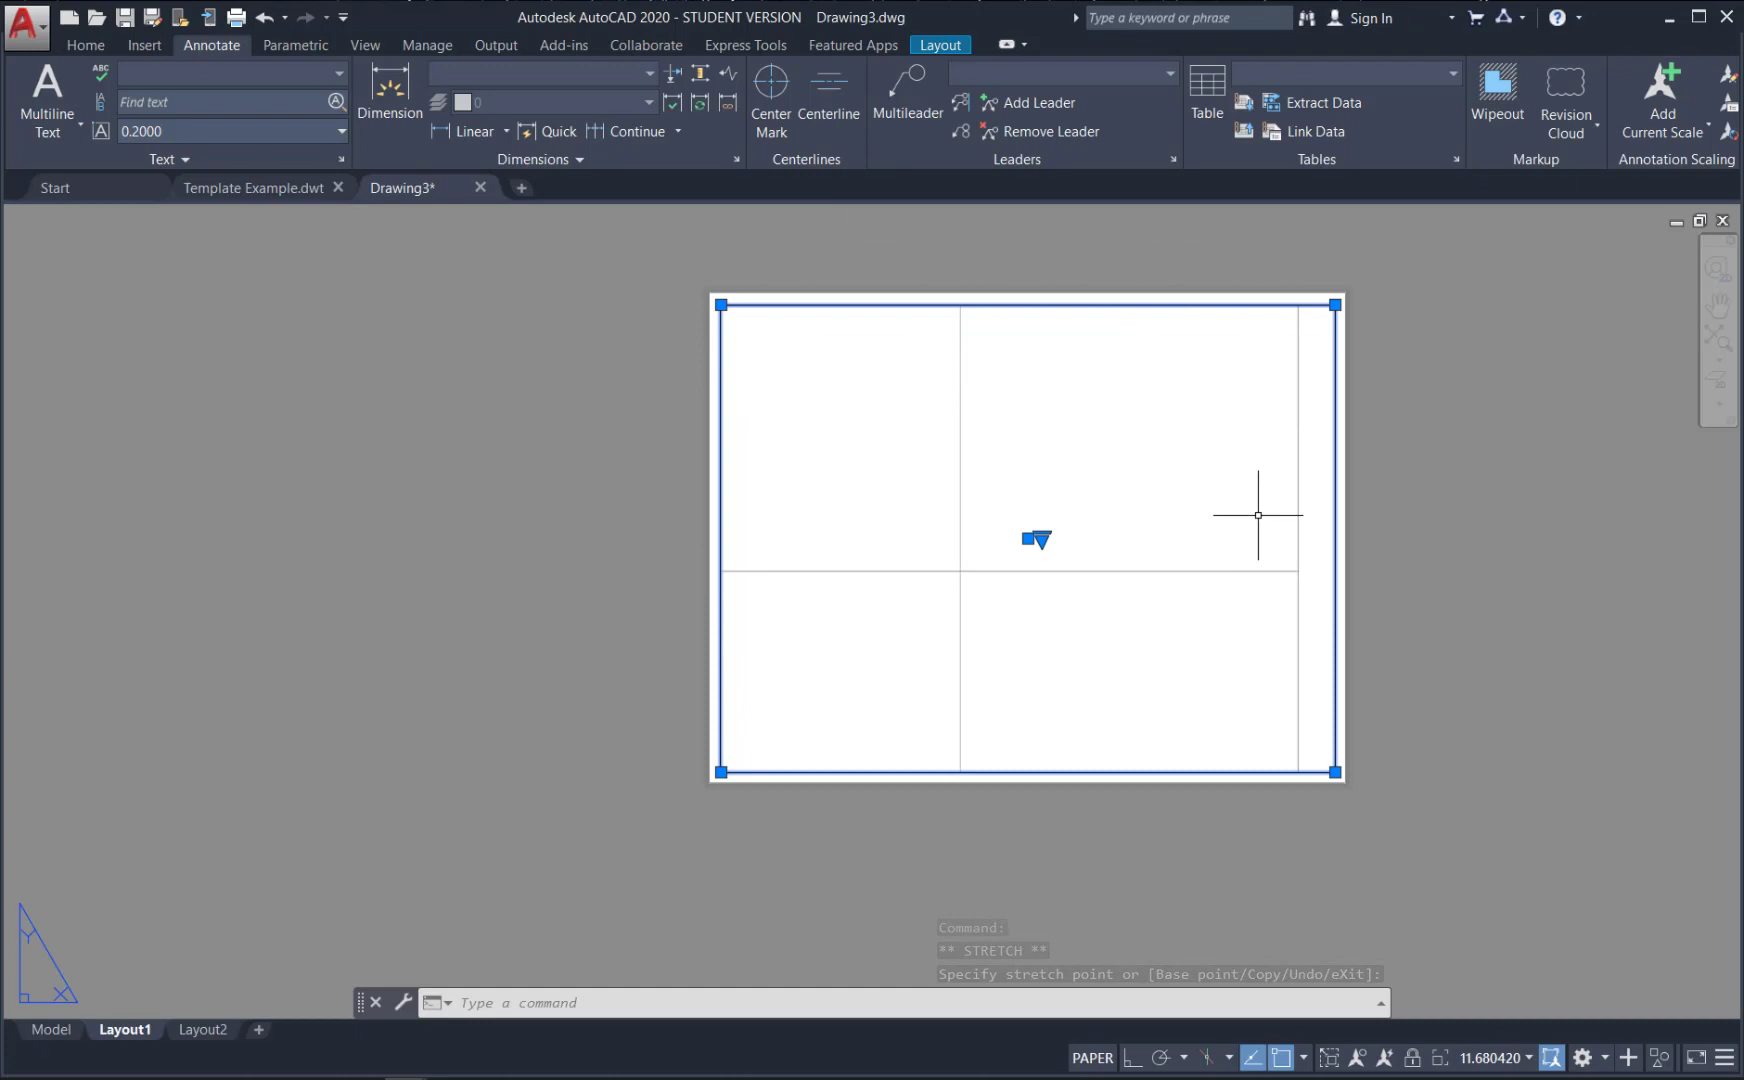 Autodesk AutoCAD 2020 - STUDENT VERSION Drawing3.dwg
Type a keyword or phrase
Sign In
Home Insert Annotate Parametric View Manage Output Add-ins Collaborate Express Tools Featured Apps Layout
Multiline
Text
ABC
Find text
0.2000
Text
Dimension
0
Linear
Quick
Continue
Dimensions
Center
Mark
Centerline
Centerlines
Multileader
Add Leader
Remove Leader
Leaders
Table
Extract Data
Link Data
Tables
Wipeout
Revision
Cloud
Markup
Add
Current Scale
Annotation Scaling
Start
Template Example.dwt
Drawing3*
Y
X
Command:
** STRETCH **
Specify stretch point or [Base point/Copy/Undo/eXit]:
Type a command
Model Layout1 Layout2
PAPER
11.680420